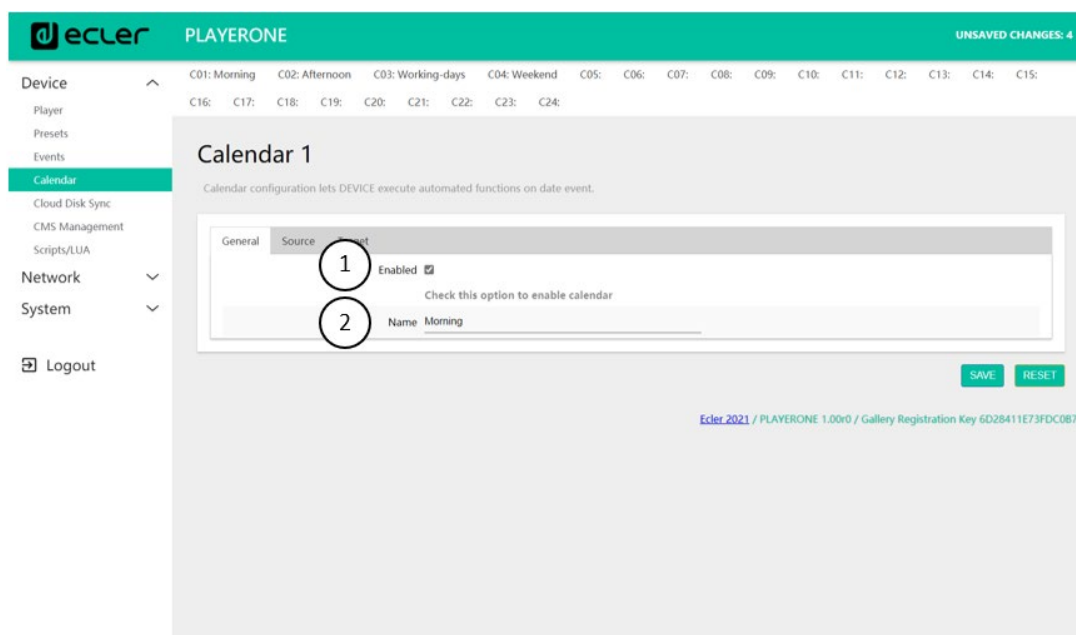 ecler PLAYERONE UNSAVED CHANGES: 4
Device
Player
Presets
Events
Calendar
Cloud Disk Sync
CMS Management
Scripts/LUA
Network
System
Logout
C01: Morning C02: Afternoon C03: Working-days C04: Weekend C05: C06: C07: C08: C09: C10: C11: C12: C13: C14: C15:
C16: C17: C18: C19: C20: C21: C22: C23: C24:
Calendar 1
Calendar configuration lets DEVICE execute automated functions on date event.
General Source Target
1 Enabled
Check this option to enable calendar
2 Name Morning
SAVE RESET
Ecler 2021 / PLAYERONE 1.00r0 / Gallery Registration Key 6D28411E73FDC0B7